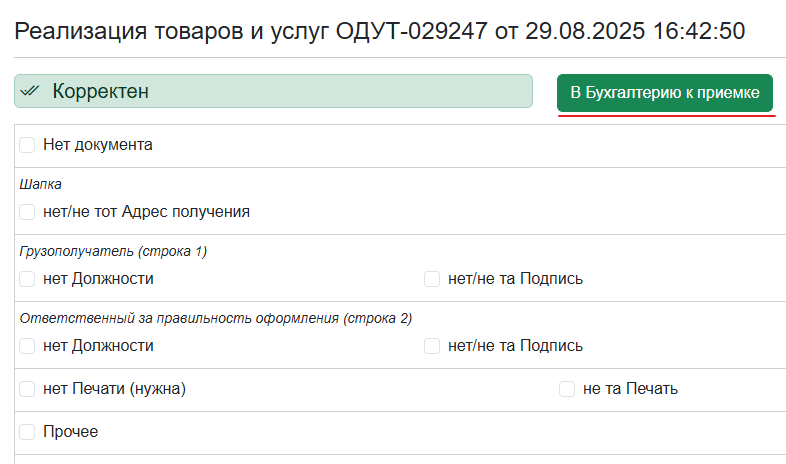 Реализация товаров и услуг ОДУТ-029247 от 29.08.2025 16:42:50
Корректен
В Бухгалтерию к приемке
Нет документа
Шапка
нет/не тот Адрес получения
Грузополучатель (строка 1)
нет Должности нет/не та Подпись
Ответственный за правильность оформления (строка 2)
нет Должности нет/не та Подпись
нет Печати (нужна) не та Печать
Прочее